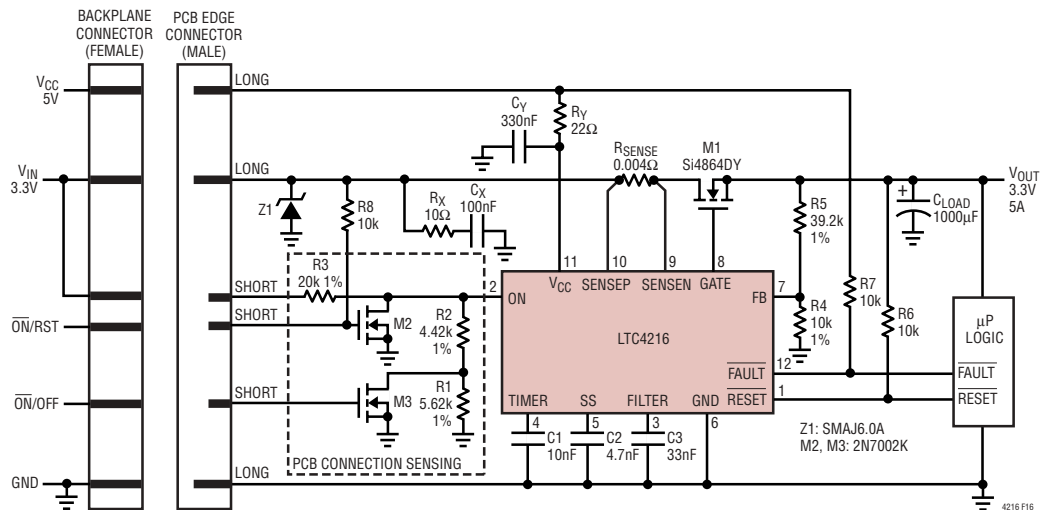 BACKPLANE
CONNECTOR
(FEMALE)
PCB EDGE
CONNECTOR
(MALE)
VCC
5V
LONG
CY
330nF
RY
22Ω
VIN
3.3V
LONG
RSENSE
0.004Ω
M1
Si4864DY
VOUT
3.3V
5A
Z1
R8
10k
RX
10Ω
CX
100nF
R5
39.2k
1%
+
CLOAD
1000µF
SHORT
R3
20k 1%
2
ON
11
VCC
10
SENSEP
9
SENSEN
8
GATE
7
FB
R7
10k
ON/RST
SHORT
M2
R2
4.42k
1%
LTC4216
R4
10k
1%
R6
10k
µP
LOGIC
ON/OFF
SHORT
M3
R1
5.62k
1%
FAULT
12
FAULT
RESET
1
RESET
TIMER
SS
FILTER
GND
4
5
3
6
C1
10nF
C2
4.7nF
C3
33nF
Z1: SMAJ6.0A
M2, M3: 2N7002K
PCB CONNECTION SENSING
GND
LONG
4216 F16